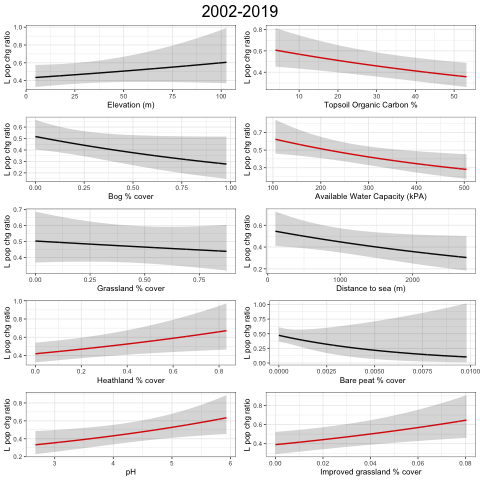 2002-2019
L pop chg ratio
1.0
0.8
0.6
0.4
0 25 50 75 100
Elevation (m)
L pop chg ratio
0.8
0.6
0.4
10 20 30 40 50
Topsoil Organic Carbon %
L pop chg ratio
0.6
0.5
0.4
0.3
0.2
0.00 0.25 0.50 0.75 1.00
Bog % cover
L pop chg ratio
0.7
0.5
0.3
100 200 300 400 500
Available Water Capacity (kPA)
L pop chg ratio
0.7
0.6
0.5
0.4
0.00 0.25 0.50 0.75
Grassland % cover
L pop chg ratio
0.6
0.4
0.2
0 1000 2000
Distance to sea (m)
L pop chg ratio
1.0
0.8
0.6
0.4
0.0 0.2 0.4 0.6 0.8
Heathland % cover
L pop chg ratio
1.00
0.75
0.50
0.25
0.00
0.0000 0.0025 0.0050 0.0075 0.0100
Bare peat % cover
L pop chg ratio
0.8
0.6
0.4
0.2
3 4 5 6
pH
L pop chg ratio
0.8
0.6
0.4
0.00 0.02 0.04 0.06 0.08
Improved grassland % cover